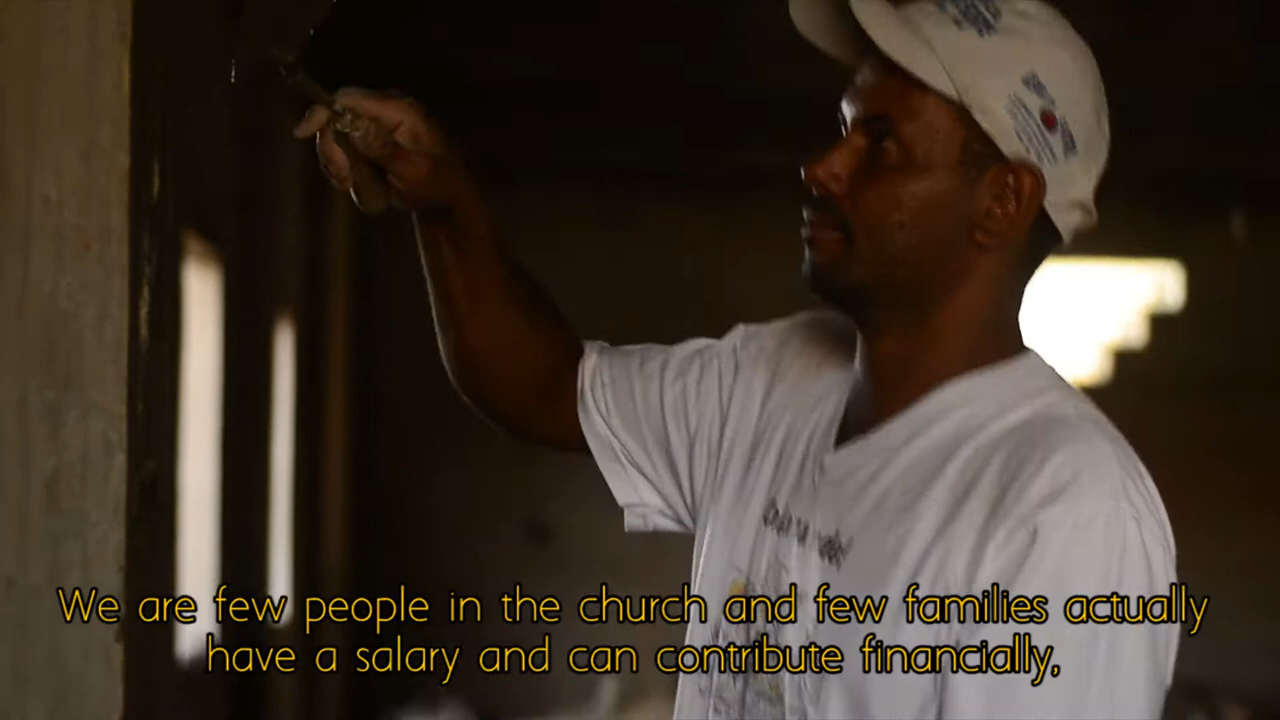 We are few people in the church and few families actually
have a salary and can contribute financially,